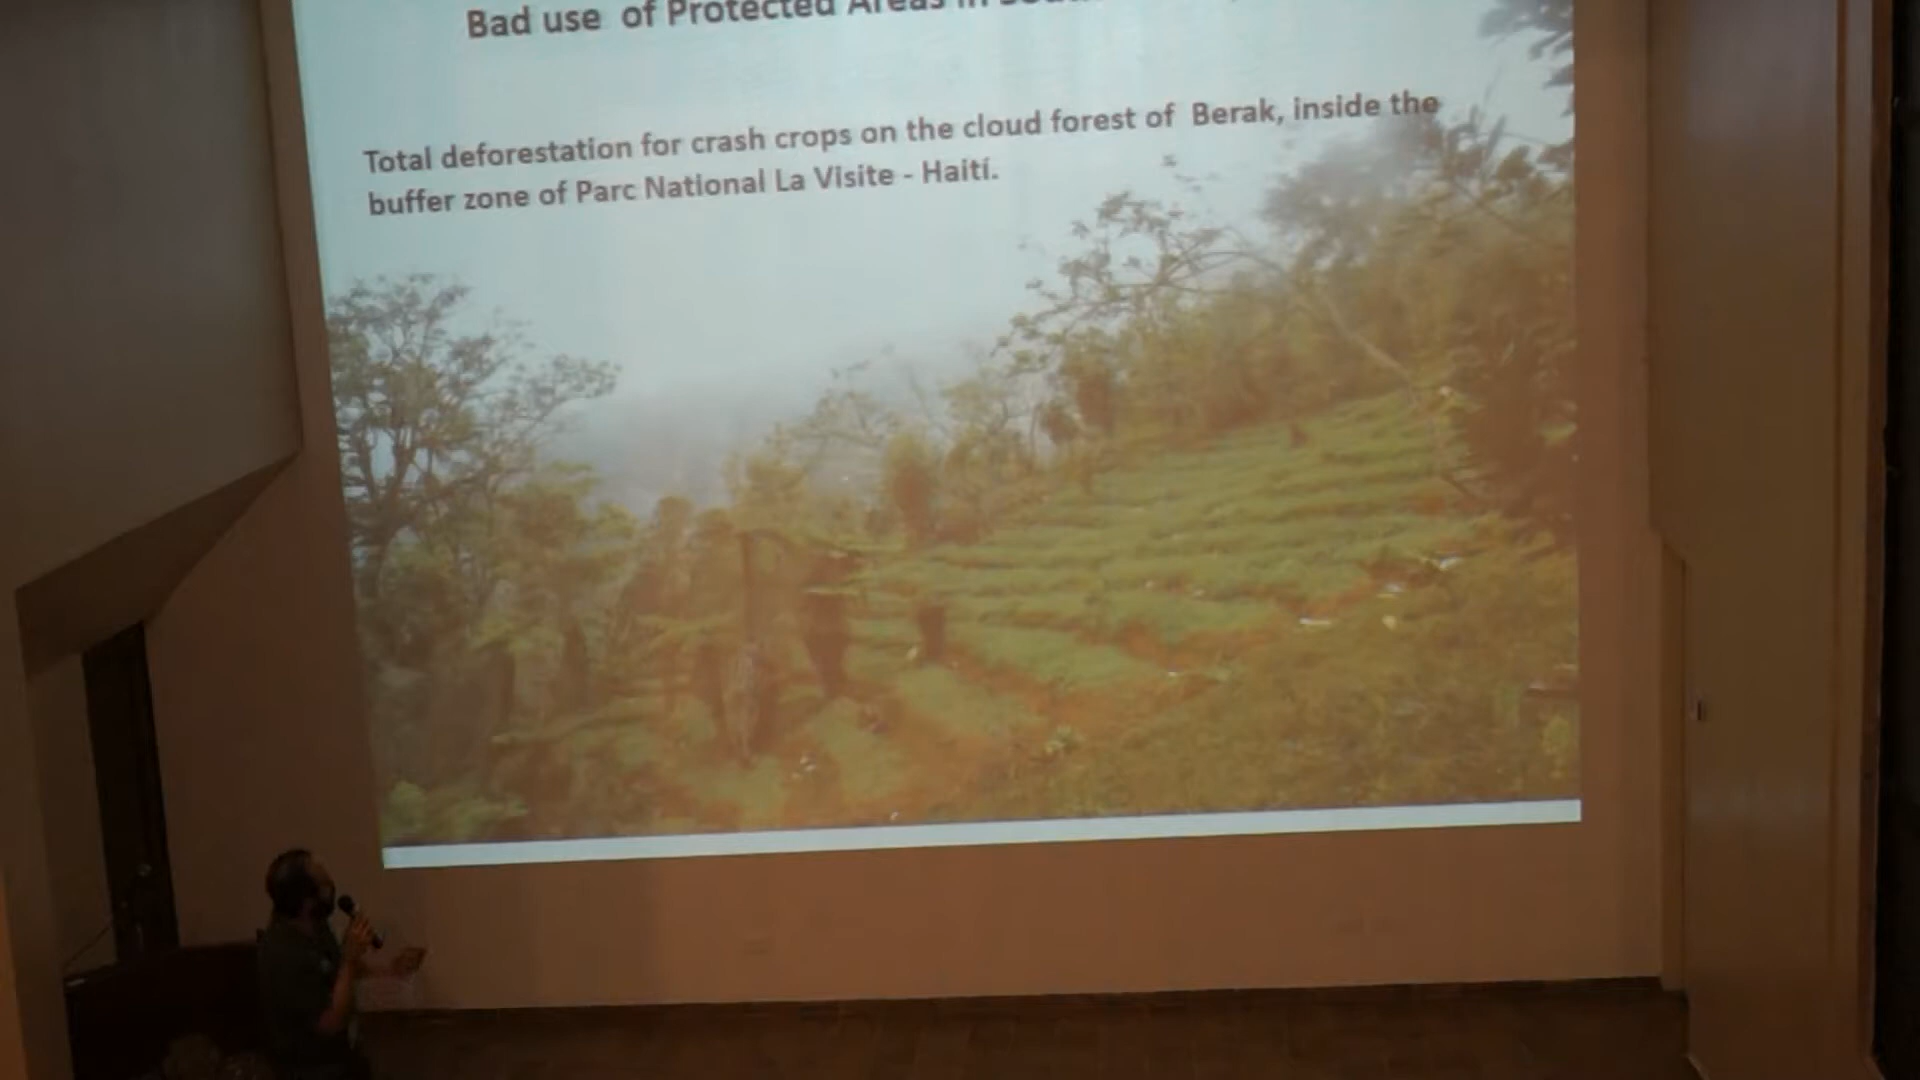 Bad use of Protected Areas in
Total deforestation for crash crops on the cloud forest of Berak, inside the
buffer zone of Parc National La Visite - Haití.